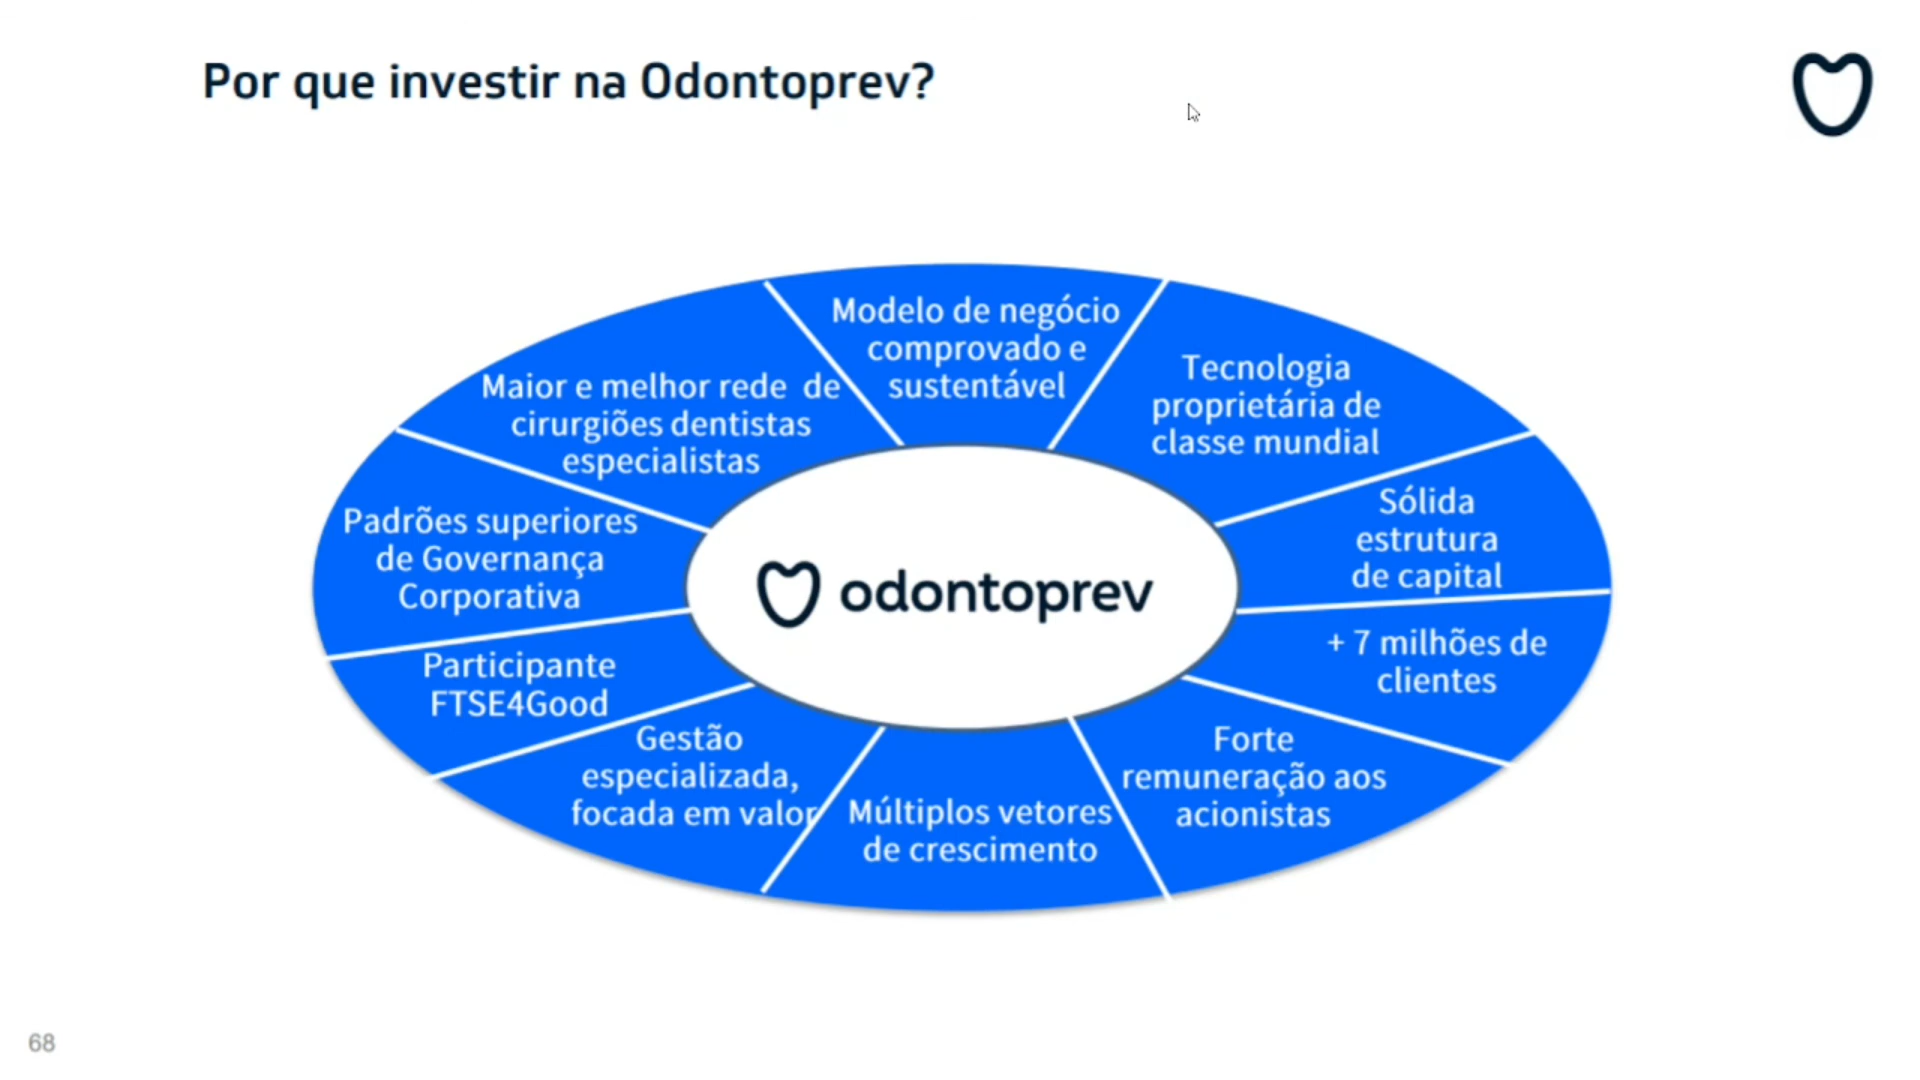 Por que investir na Odontoprev?
Modelo de negócio
comprovado e
sustentável
Tecnologia
proprietária de
classe mundial
Sólida
estrutura
de capital
+ 7 milhões de
clientes
Forte
remuneração aos
acionistas
Múltiplos vetores
de crescimento
Gestão
especializada,
focada em valor
Participante
FTSE4Good
Padrões superiores
de Governança
Corporativa
Maior e melhor rede de
cirurgiões dentistas
especialistas
odontoprev
68